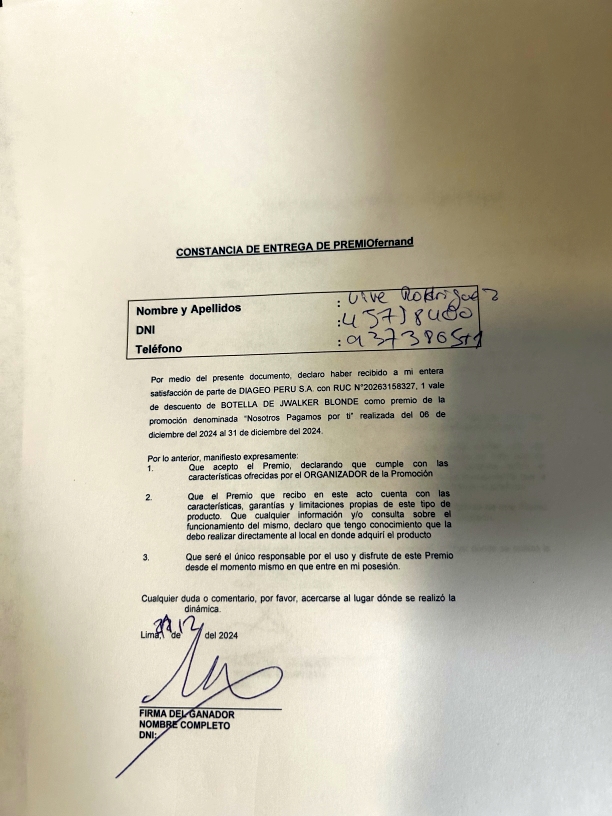 CONSTANCIA DE ENTREGA DE PREMIOfernand
Nombre y Apellidos : Vive Rodriguez
DNI :
Teléfono :
Por medio del presente documento, declaro haber recibido a mi entera
satisfacción de parte de DIAGEO PERU S.A. con RUC N°20263158327, 1 vale
de descuento de BOTELLA DE JWALKER BLONDE como premio de la
promoción denominada "Nosotros Pagamos por ti" realizada del 06 de
diciembre del 2024 al 31 de diciembre del 2024.
Por lo anterior, manifiesto expresamente:
1. Que acepto el Premio, declarando que cumple con las
características ofrecidas por el ORGANIZADOR de la Promoción
2. Que el Premio que recibo en este acto cuenta con las
características, garantías y limitaciones propias de este tipo de
producto. Que cualquier información y/o consulta sobre el
funcionamiento del mismo, declaro que tengo conocimiento que la
debo realizar directamente al local en donde adquirí el producto
3. Que seré el único responsable por el uso y disfrute de este Premio
desde el momento mismo en que entre en mi posesión.
Cualquier duda o comentario, por favor, acercarse al lugar dónde se realizó la
dinámica.
Lima, de 12 del 2024
FIRMA DEL GANADOR
NOMBRE COMPLETO
DNI: